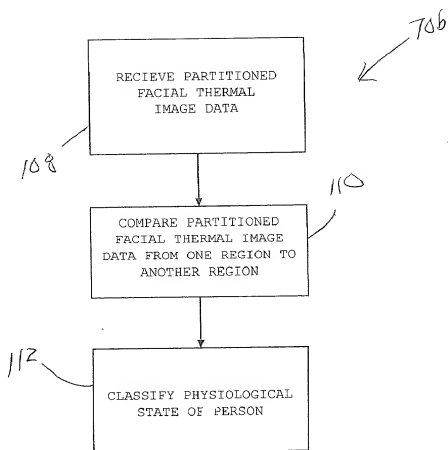 706
RECIEVE PARTITIONED
FACIAL THERMAL
IMAGE DATA
108
110
COMPARE PARTITIONED
FACIAL THERMAL IMAGE
DATA FROM ONE REGION TO
ANOTHER REGION
112
CLASSIFY PHYSIOLOGICAL
STATE OF PERSON